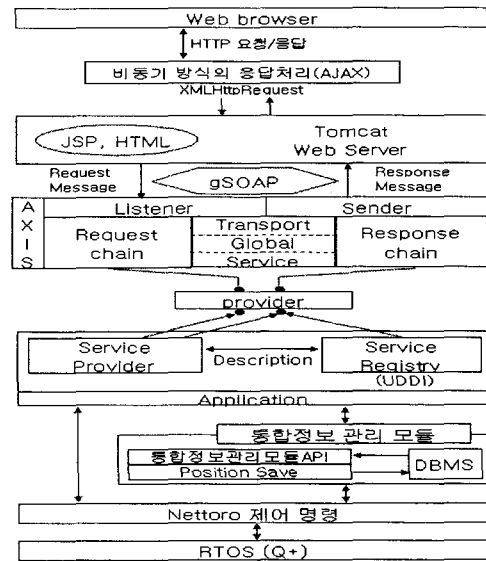 Web browser
HTTP 요청/응답
비동기 방식의 응답처리(AJAX)
XMLHttpRequest
JSP, HTML
Tomcat
Web Server
Request
Message
gSOAP
Response
Message
AXIS
Listener
Sender
Request
chain
Transport
Global
Service
Response
chain
provider
Service
Provider
Description
Service
Registry
(UDDI)
Application
통합정보 관리 모듈
통합정보관리모듈API
Position Save
DBMS
Nettoro 제어 명령
RTOS (Q+)